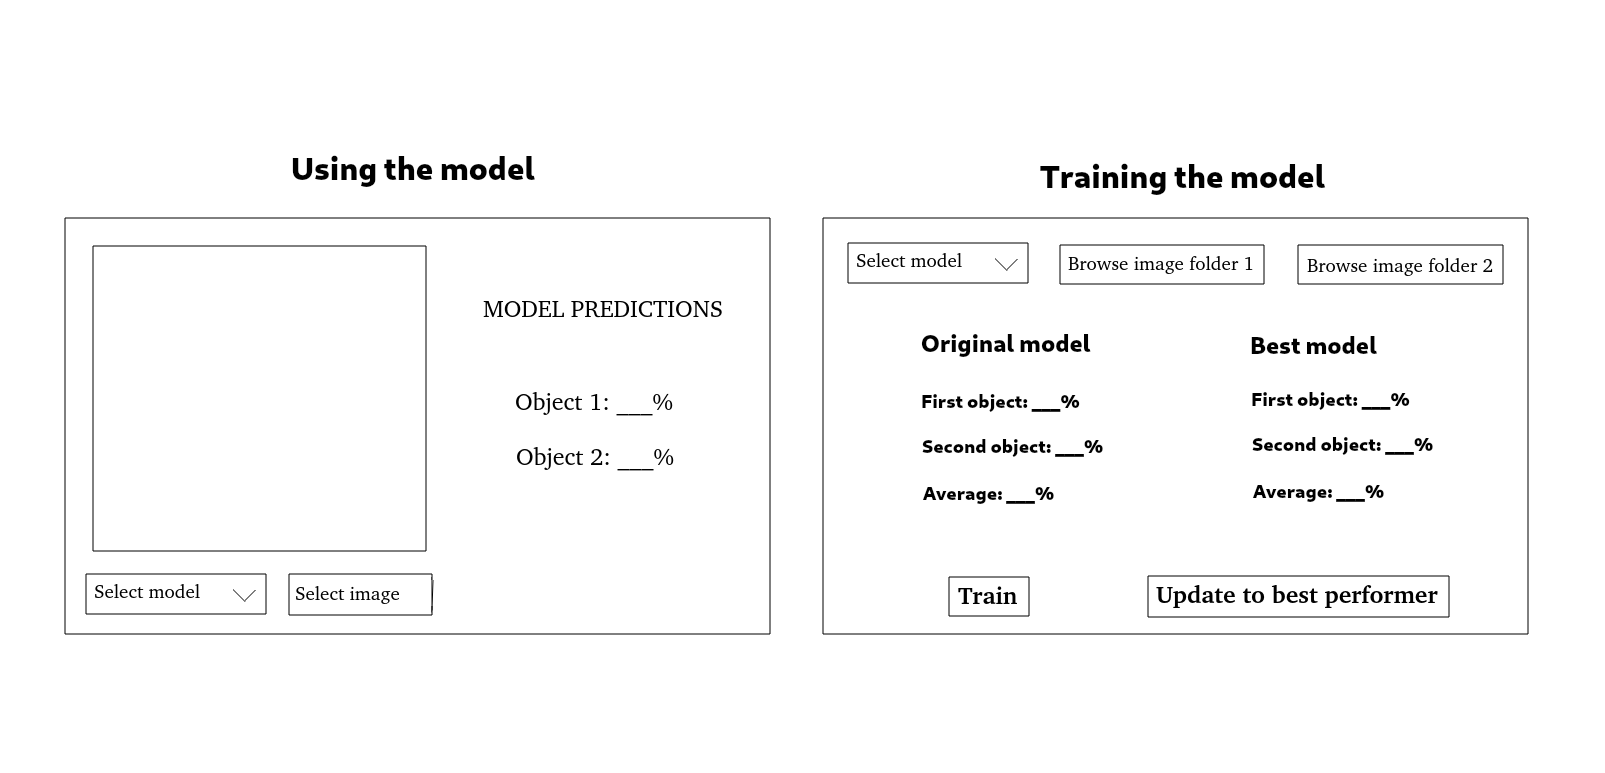 Using the model
MODEL PREDICTIONS
Object 1: ___%
Object 2: ___%
Select model
Select image
Training the model
Select model
Browse image folder 1
Browse image folder 2
Original model
First object: ___%
Second object: ___%
Average: ___%
Best model
First object: ___%
Second object: ___%
Average: ___%
Train
Update to best performer